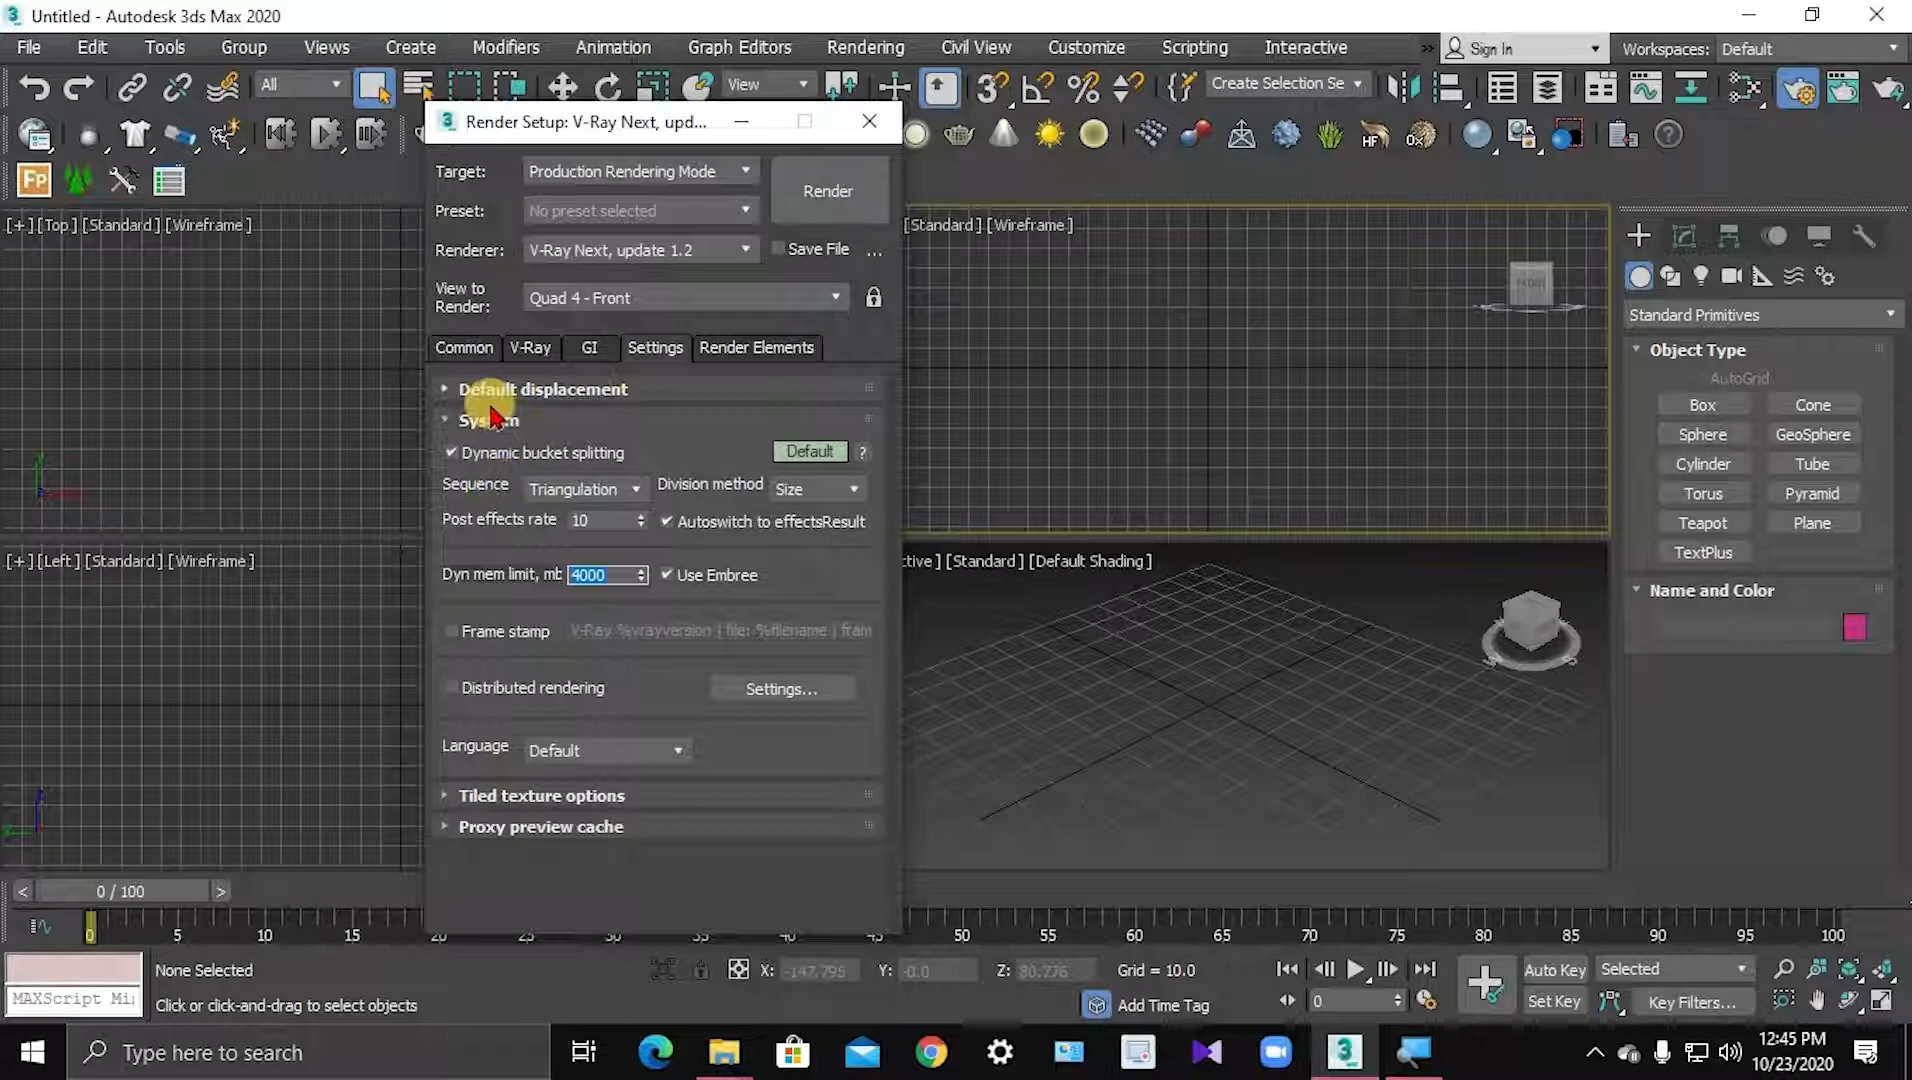 Untitled - Autodesk 3ds Max 2020
File Edit Tools Group Views Create Modifiers Animation Graph Editors Rendering Civil View Customize Scripting Interactive » Sign In Workspaces: Default
All View Create Selection Se
Render Setup: V-Ray Next, upd...
Fp
Target: Production Rendering Mode
Render
Preset: No preset selected
Renderer: V-Ray Next, update 1.2 Save File ...
View to Render: Quad 4 - Front
Common V-Ray GI Settings Render Elements
Default displacement
System
Dynamic bucket splitting Default ?
Sequence Triangulation Division method Size
Post effects rate 10 Autoswitch to effectsResult
Dyn mem limit, mb 4000 Use Embree
Frame stamp V-Ray %vrayversion | file: %filename | fram
Distributed rendering Settings...
Language Default
Tiled texture options
Proxy preview cache
[+] [Top] [Standard] [Wireframe]
[Standard] [Wireframe]
[+] [Left] [Standard] [Wireframe]
ctive ] [Standard] [Default Shading]
Standard Primitives
Object Type
AutoGrid
Box Cone
Sphere GeoSphere
Cylinder Tube
Torus Pyramid
Teapot Plane
TextPlus
Name and Color
< 0 / 100 >
0 5 10 15 20 25 30 35 40 45 50 55 60 65 70 75 80 85 90 95 100
None Selected
X: -147.795 Y: -0.0 Z: 80.276 Grid = 10.0
Auto Key Selected
MAXScript Mi
Click or click-and-drag to select objects
Add Time Tag
0
Set Key Key Filters...
Type here to search
12:45 PM
10/23/2020